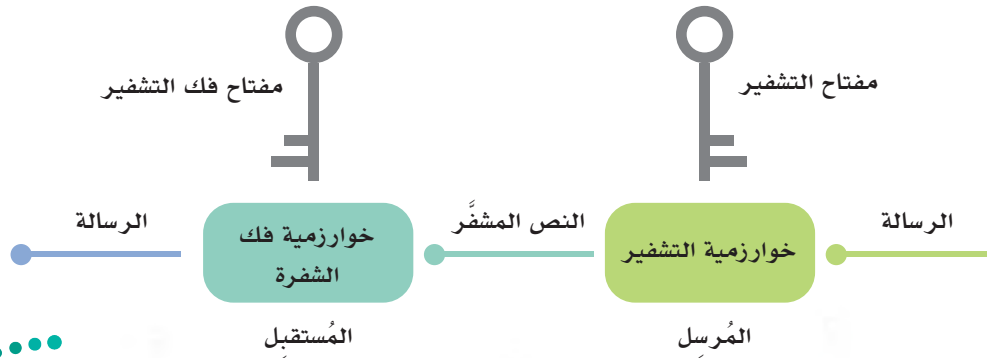 مفتاح التشفير
مفتاح فك التشفير
الرسالة
خوارزمية التشفير
النص المشفَّر
خوارزمية فك
الشفرة
الرسالة
المُرسِل
المُستقبِل